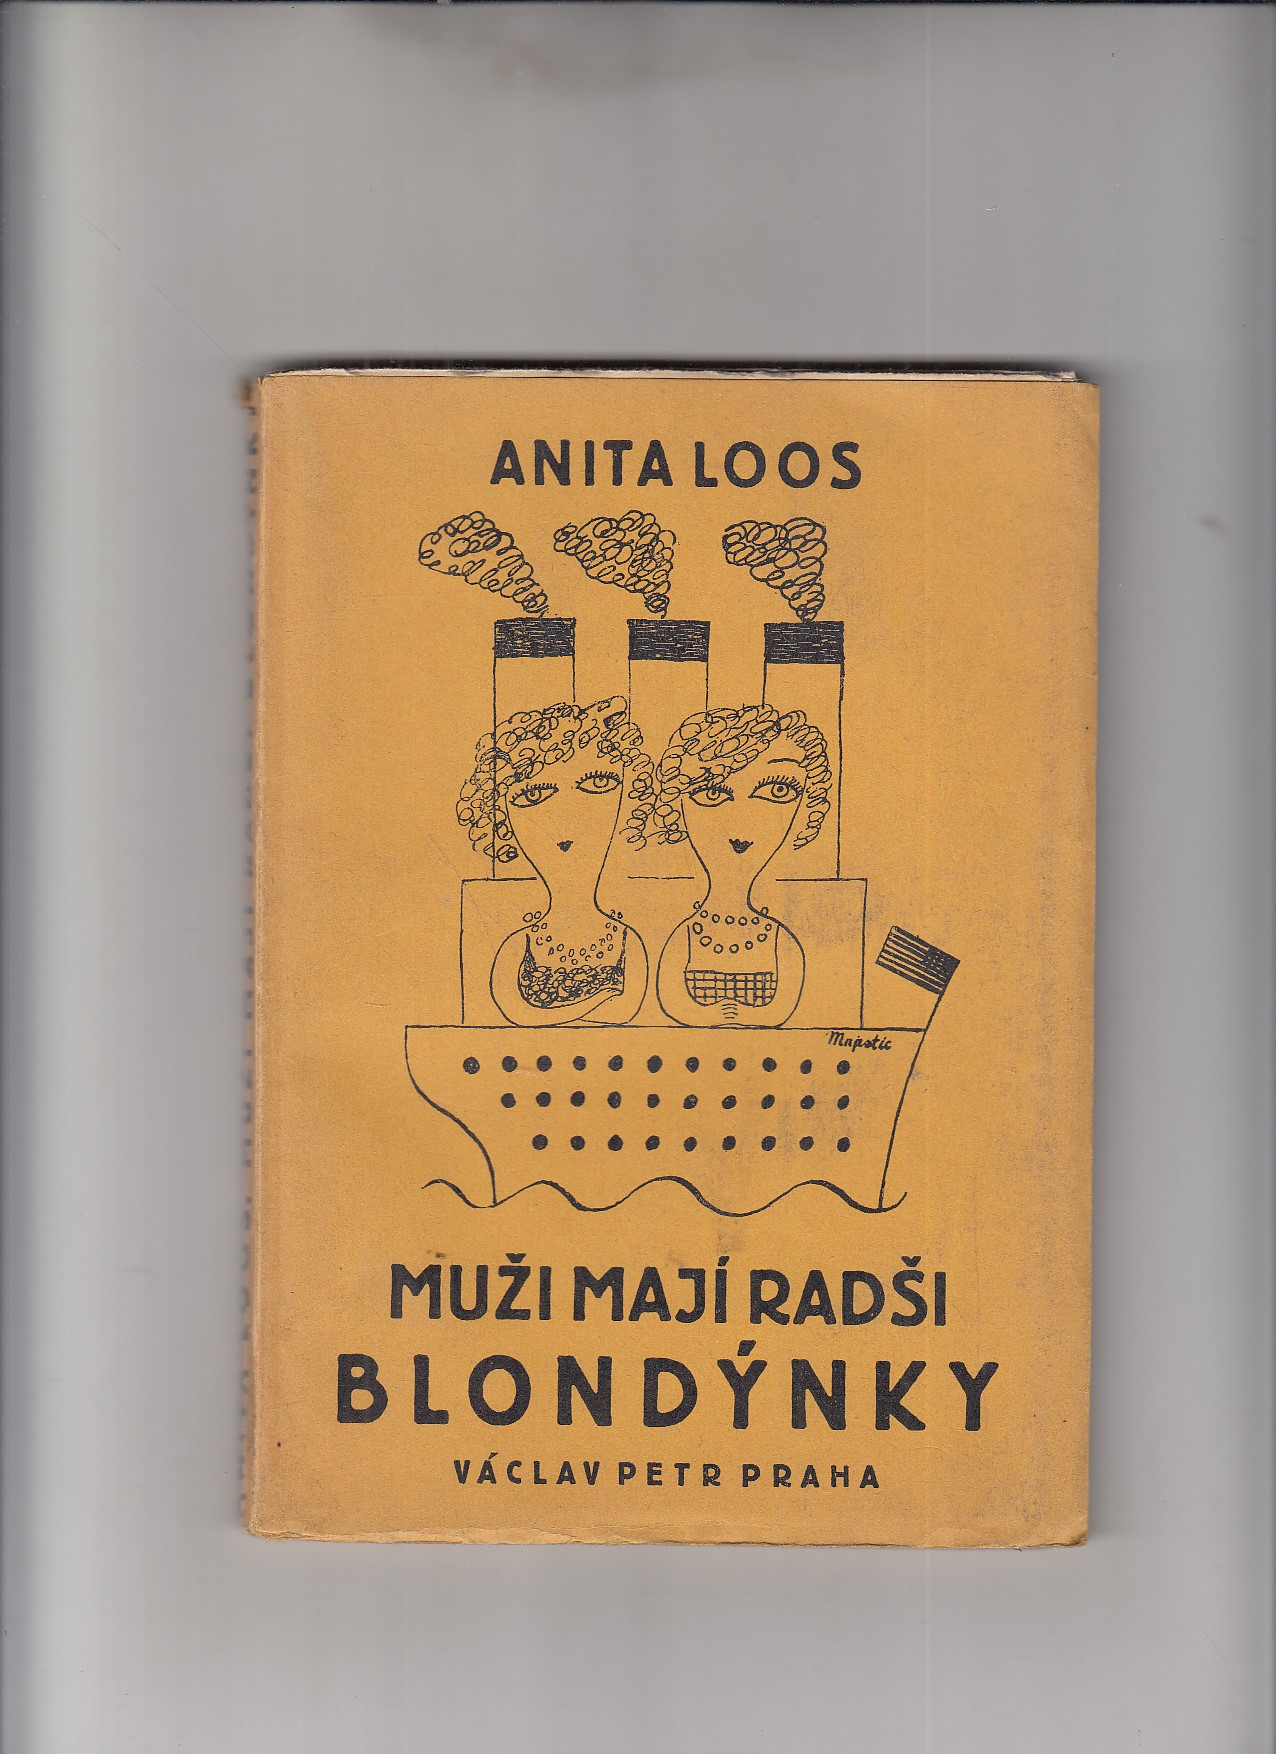 ANITA LOOS
Majestic
MUŽI MAJÍ RADŠI
BLONDÝNKY
VÁCLAV PETR PRAHA